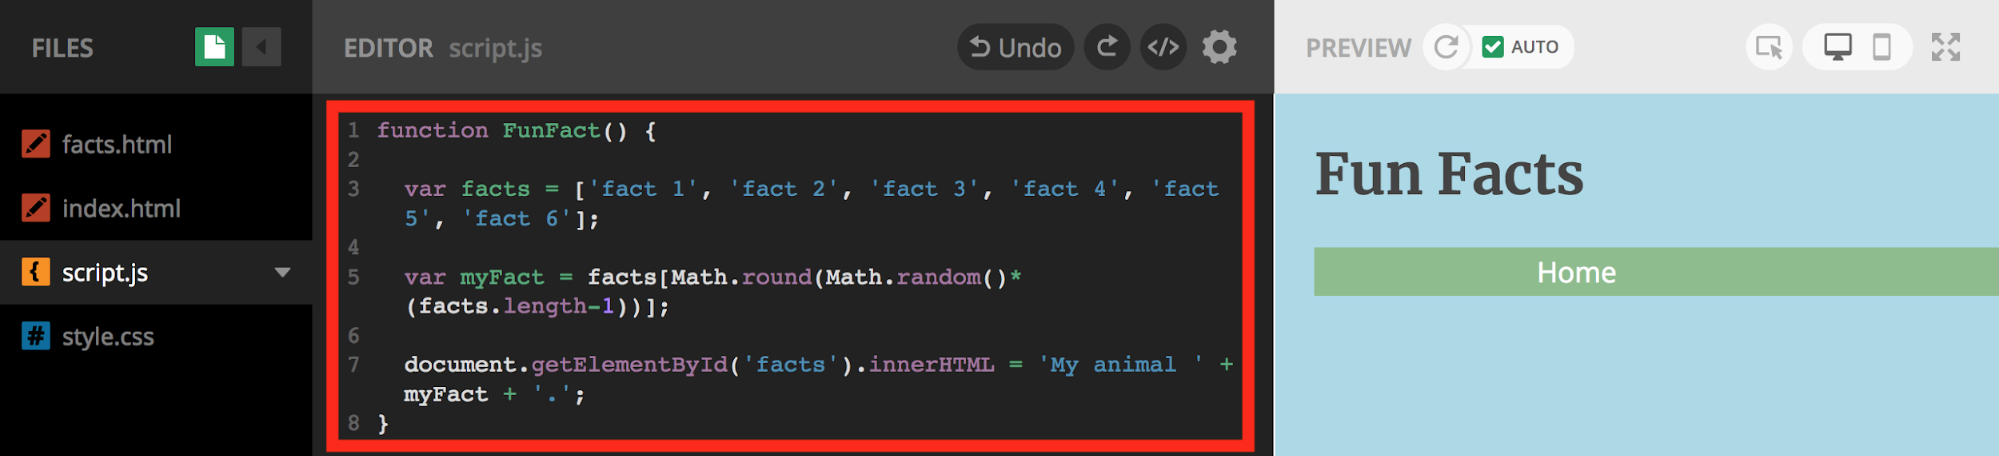 FILES
EDITOR script.js
Undo
</>
PREVIEW
AUTO
facts.html
index.html
script.js
style.css
1 function FunFact() {
2
3 var facts = ['fact 1', 'fact 2', 'fact 3', 'fact 4', 'fact
5', 'fact 6'];
4
5 var myFact = facts[Math.round(Math.random()*
(facts.length-1))];
6
7 document.getElementById('facts').innerHTML = 'My animal ' +
myFact + '.';
8 }
Fun Facts
Home